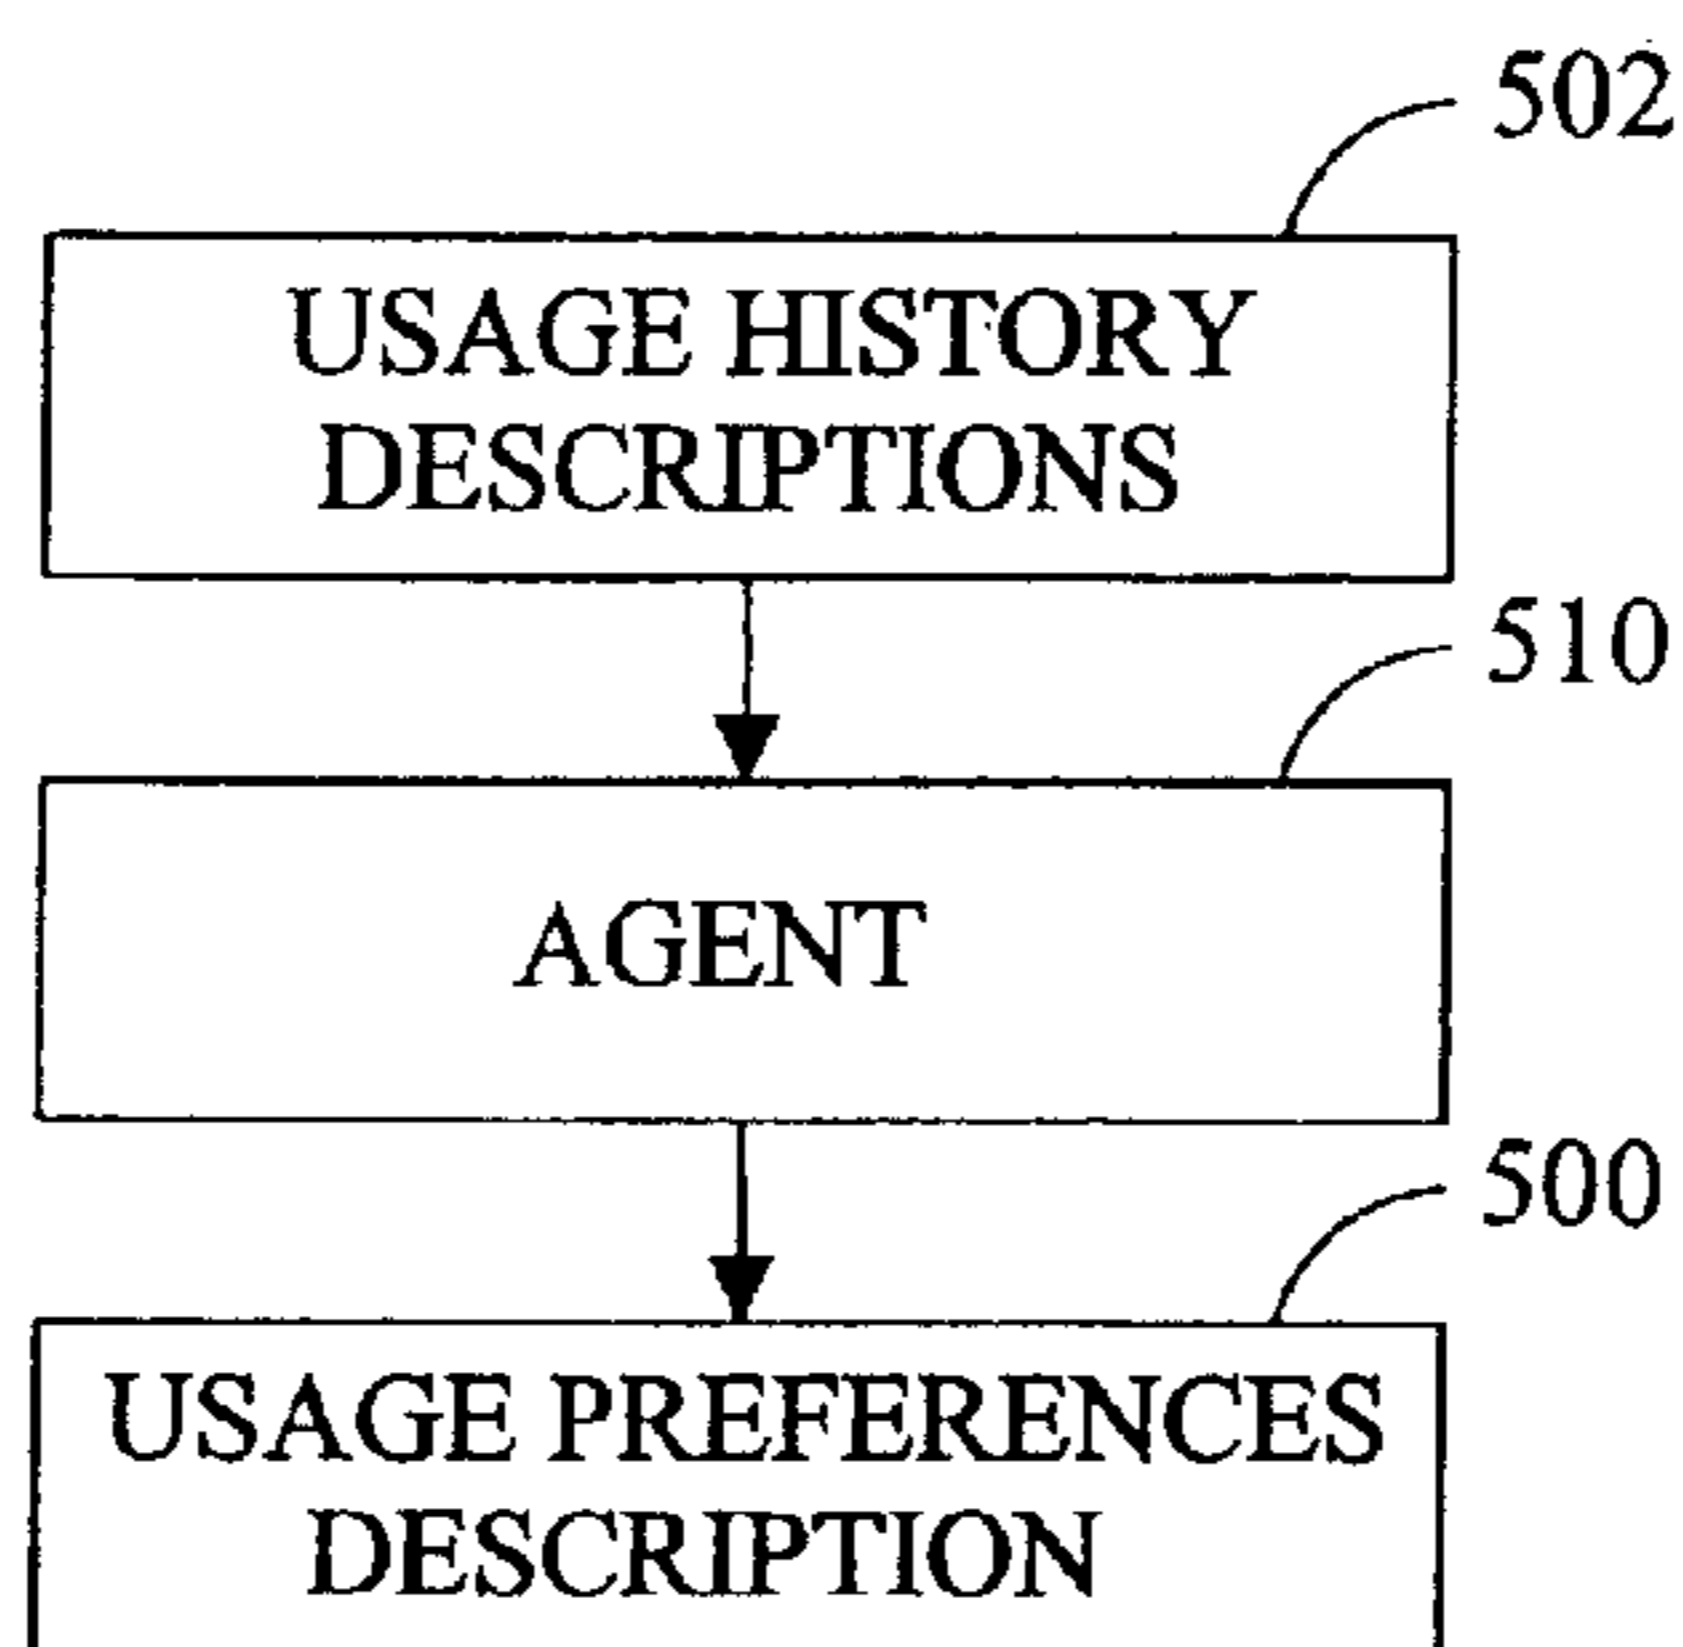 502
USAGE HISTORY
DESCRIPTIONS
510
AGENT
500
USAGE PREFERENCES
DESCRIPTION